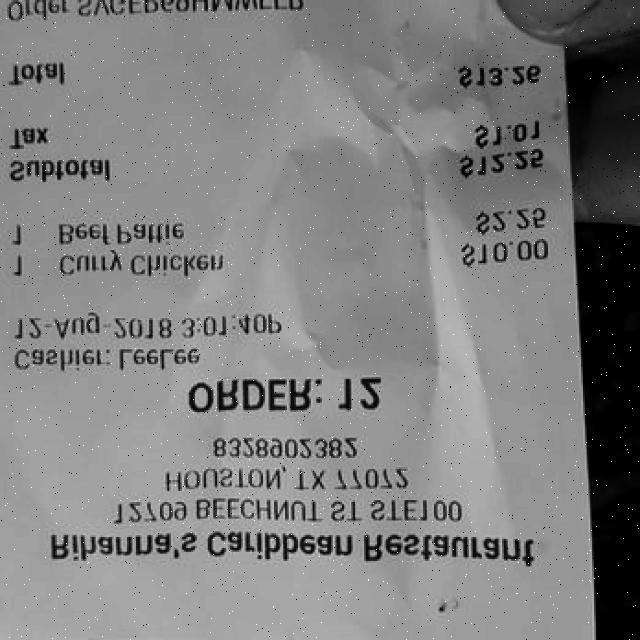 Rihanna's Caribbean Restaurant
12709 BEECHNUT ST STE100
HOUSTON, TX 77072
8328902382
ORDER: 12
Cashier: LeeLee
12-Aug-2018 3:01:40P
1 Curry Chicken $10.00
1 Beef Pattie $2.25
Subtotal $12.25
Tax $1.01
Total $13.26
Order